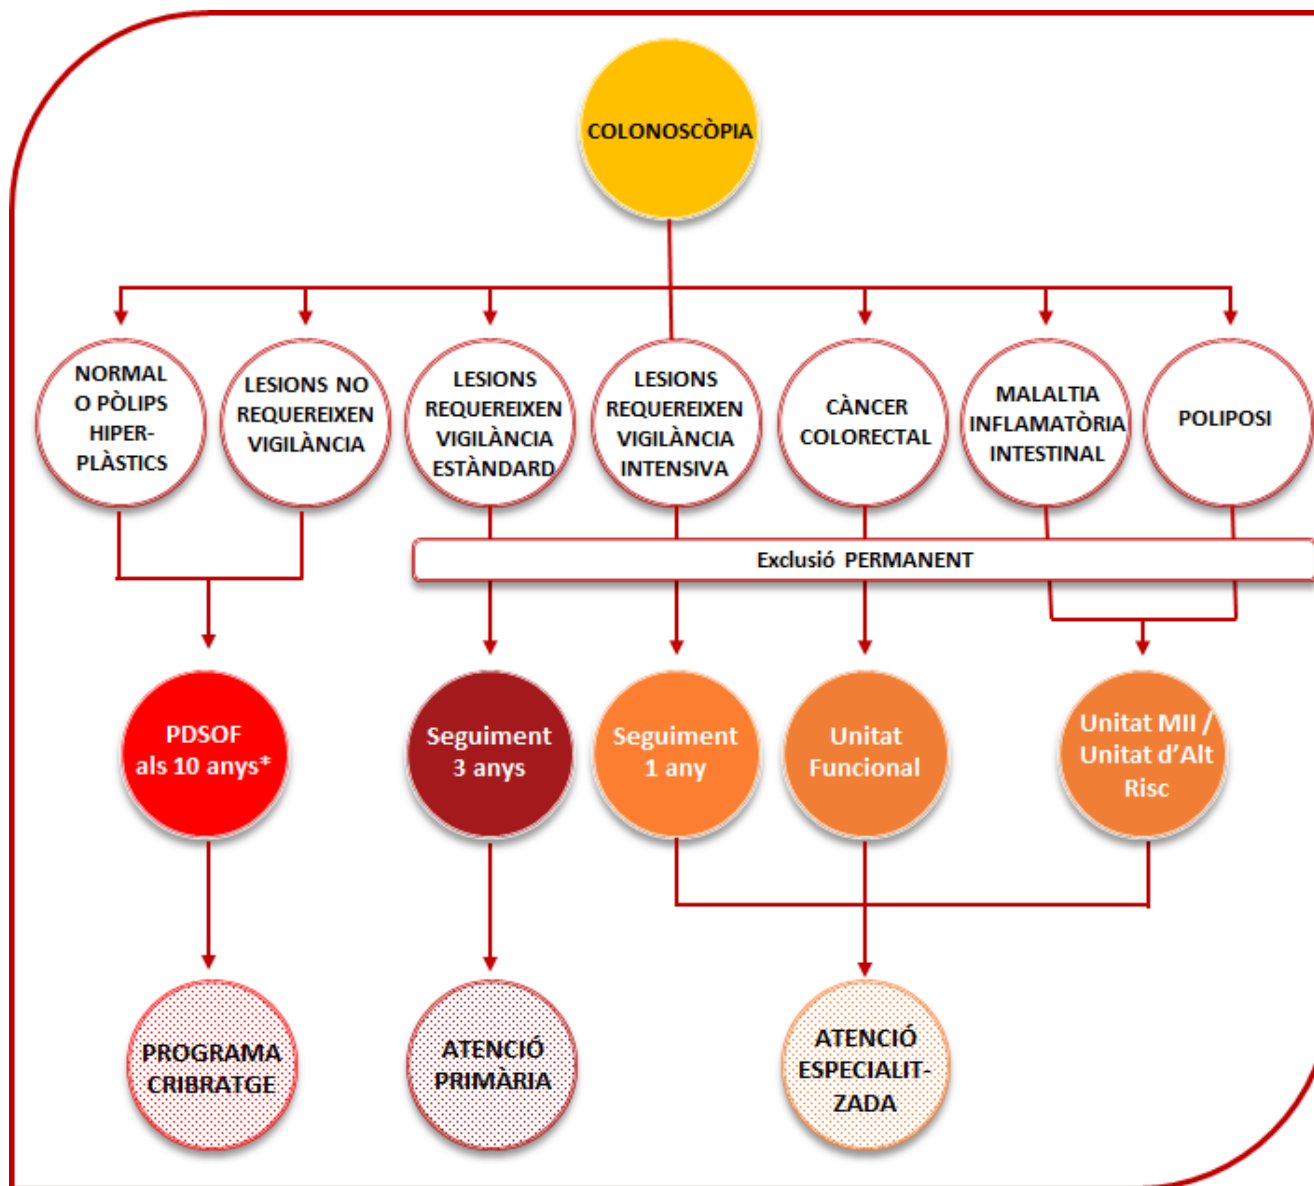 COLONOSCÒPIA
NORMAL
O PÒLIPS
HIPER-
PLÀSTICS
LESIONS NO
REQUEREIXEN
VIGILÀNCIA
LESIONS
REQUEREIXEN
VIGILÀNCIA
ESTÀNDARD
LESIONS
REQUEREIXEN
VIGILÀNCIA
INTENSIVA
CÀNCER
COLORECTAL
MALALTIA
INFLAMATÒRIA
INTESTINAL
POLIPOSI
Exclusió PERMANENT
PDSOF
als 10 anys*
Seguiment
3 anys
Seguiment
1 any
Unitat
Funcional
Unitat MII /
Unitat d'Alt
Risc
PROGRAMA
CRIBRATGE
ATENCIÓ
PRIMÀRIA
ATENCIÓ
ESPECIALIT-
ZADA